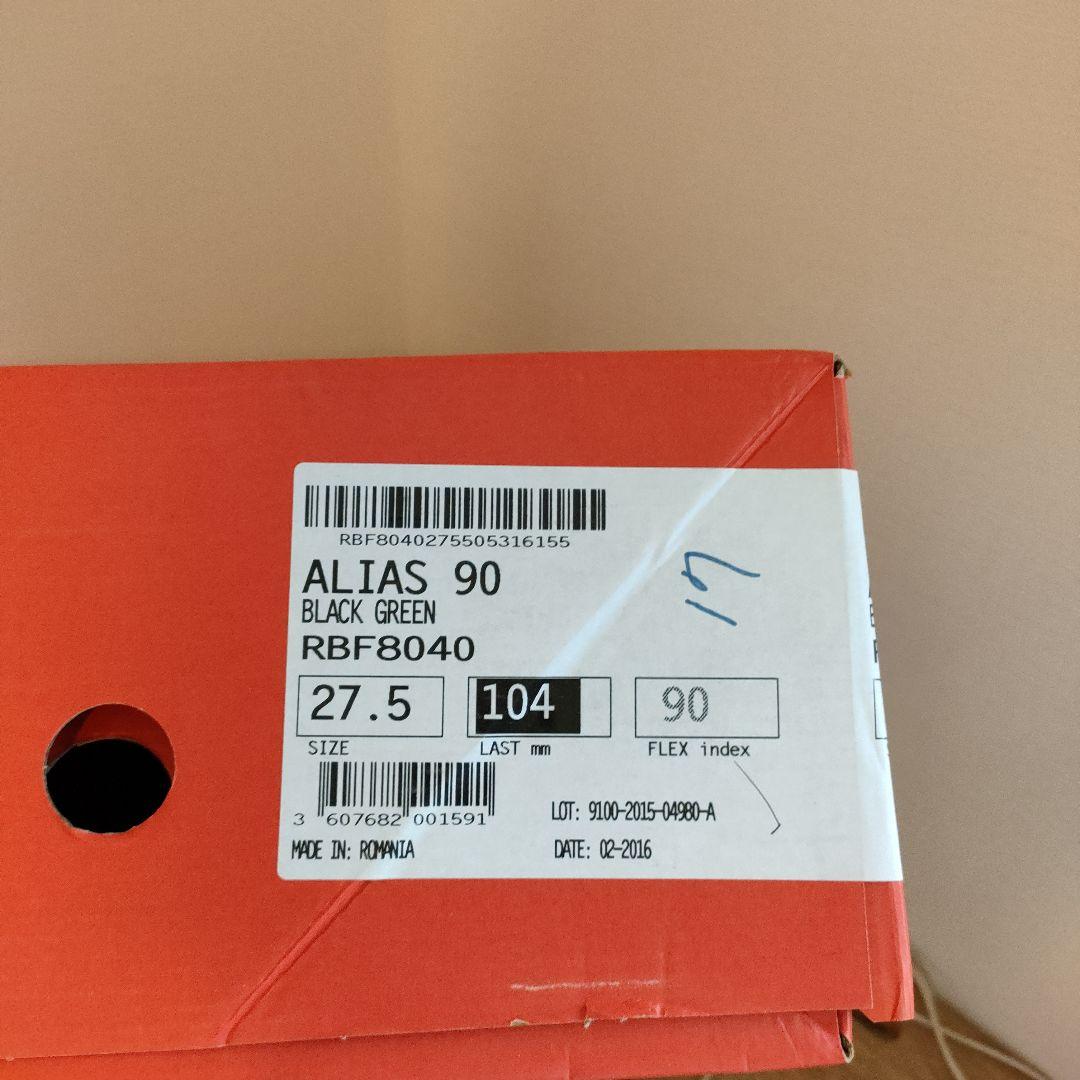 RBF8040275505316155
ALIAS 90
BLACK GREEN
RBF8040
17
27.5 104 90
SIZE LAST mm FLEX index
3 607682 001591
LOT: 9100-2015-04980-A
MADE IN: ROMANIA
DATE: 02-2016